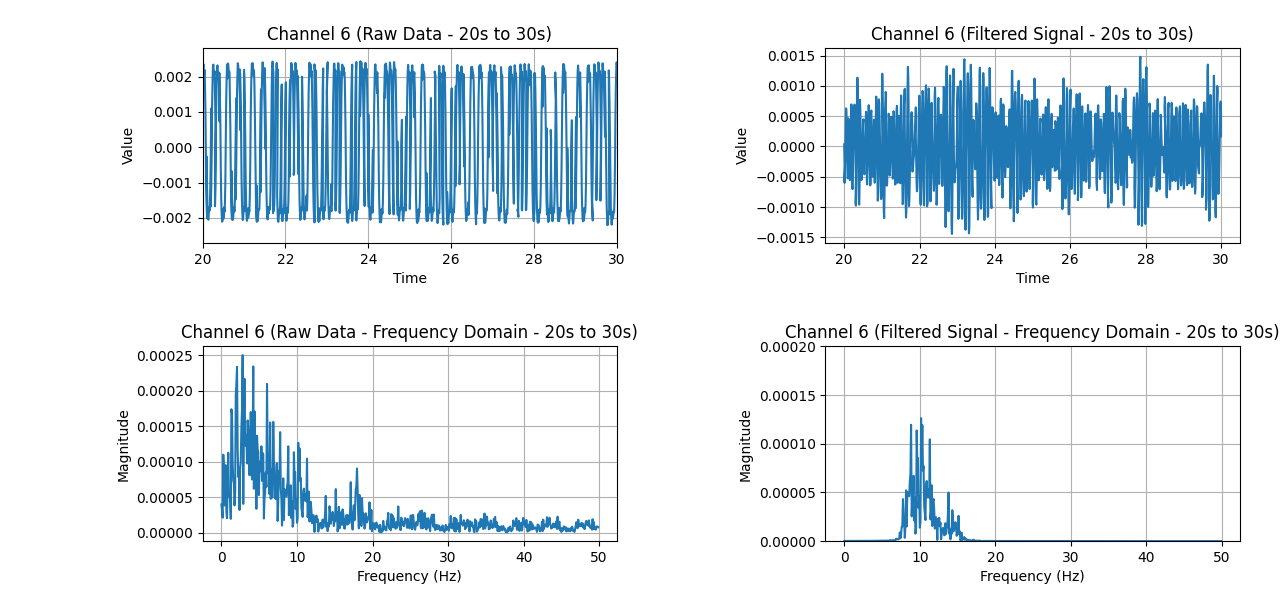 Channel 6 (Raw Data - 20s to 30s)
Value
0.002
0.001
0.000
−0.001
−0.002
20 22 24 26 28 30
Time
Channel 6 (Filtered Signal - 20s to 30s)
Value
0.0015
0.0010
0.0005
0.0000
−0.0005
−0.0010
−0.0015
20 22 24 26 28 30
Time
Channel 6 (Raw Data - Frequency Domain - 20s to 30s)
Magnitude
0.00025
0.00020
0.00015
0.00010
0.00005
0.00000
0 10 20 30 40 50
Frequency (Hz)
Channel 6 (Filtered Signal - Frequency Domain - 20s to 30s)
Magnitude
0.00020
0.00015
0.00010
0.00005
0.00000
0 10 20 30 40 50
Frequency (Hz)